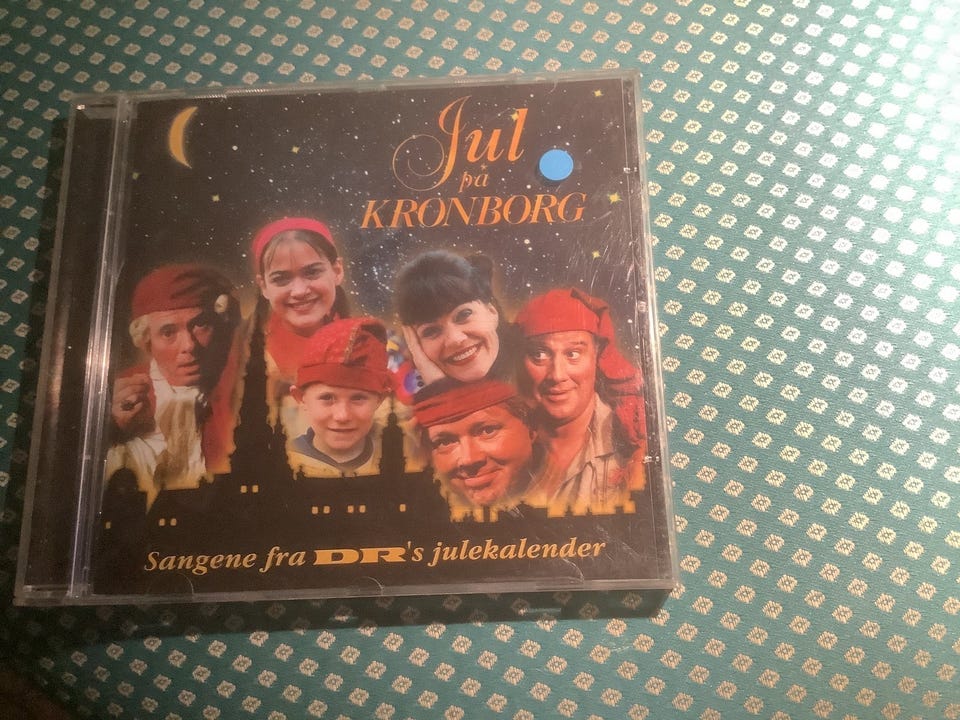 Jul
på
KRONBORG
Sangene fra DR's julekalender